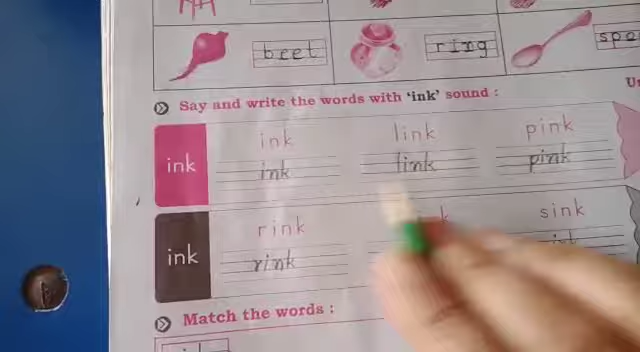 beet ring
Say and write the words with 'ink' sound :
ink ink link pink
ink link pink
ink rink sink
rink
Match the words :